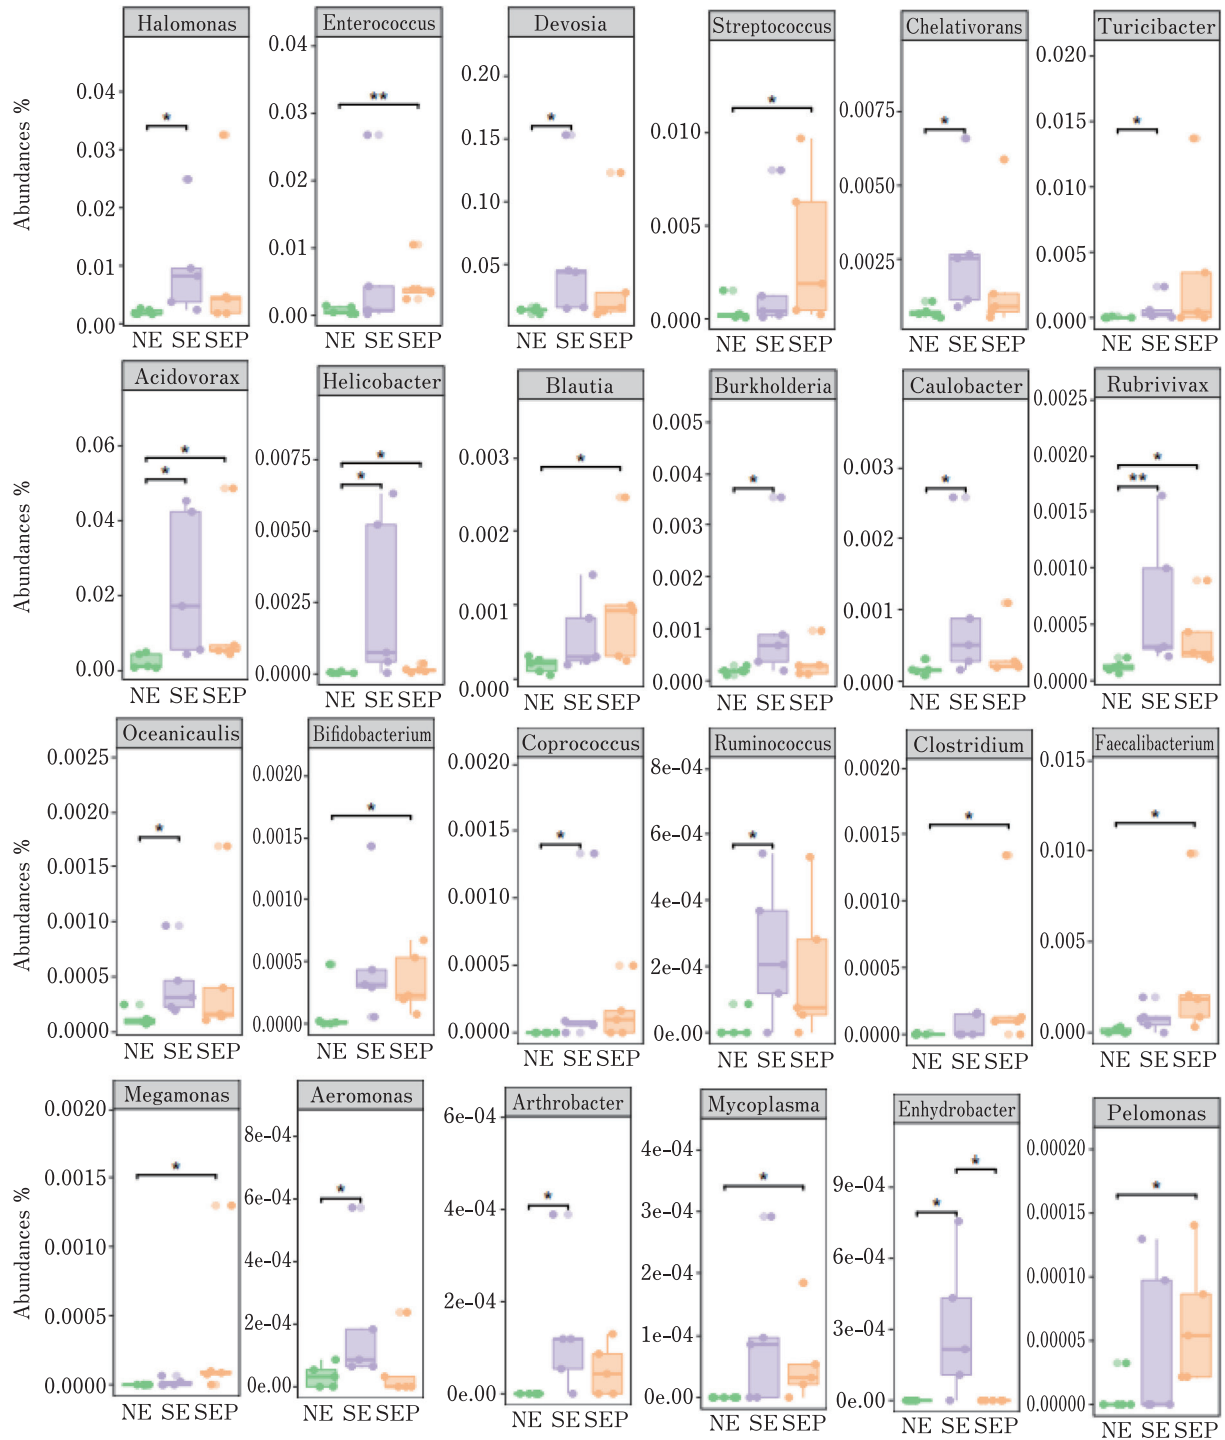 Halomonas Enterococcus Devosia Streptococcus Chelativorans Turicibacter
Abundances %
0.04
0.03
0.02
0.01
0.00
*
NE SE SEP
0.04
0.03
0.02
0.01
0.00
**
NE SE SEP
0.20
0.15
0.10
0.05
*
NE SE SEP
0.010
0.005
0.000
*
NE SE SEP
0.0075
0.0050
0.0025
*
NE SE SEP
0.020
0.015
0.010
0.005
0.000
*
NE SE SEP
Acidovorax Helicobacter Blautia Burkholderia Caulobacter Rubrivivax
Abundances %
0.06
0.04
0.02
0.00
*
*
NE SE SEP
0.0075
0.0050
0.0025
0.0000
*
*
NE SE SEP
0.003
0.002
0.001
0.000
*
NE SE SEP
0.005
0.004
0.003
0.002
0.001
0.000
*
NE SE SEP
0.003
0.002
0.001
0.000
*
NE SE SEP
0.0025
0.0020
0.0015
0.0010
0.0005
0.0000
*
**
NE SE SEP
Oceanicaulis Bifidobacterium Coprococcus Ruminococcus Clostridium Faecalibacterium
Abundances %
0.0025
0.0020
0.0015
0.0010
0.0005
0.0000
*
NE SE SEP
0.0020
0.0015
0.0010
0.0005
0.0000
*
NE SE SEP
0.0020
0.0015
0.0010
0.0005
0.0000
*
NE SE SEP
8e-04
6e-04
4e-04
2e-04
0e-04
*
NE SE SEP
0.0020
0.0015
0.0010
0.0005
0.0000
*
NE SE SEP
0.015
0.010
0.005
0.000
*
NE SE SEP
Megamonas Aeromonas Arthrobacter Mycoplasma Enhydrobacter Pelomonas
Abundances %
0.0020
0.0015
0.0010
0.0005
0.0000
*
NE SE SEP
8e-04
6e-04
4e-04
2e-04
0e.00
*
NE SE SEP
6e-04
4e-04
2e-04
0e.00
*
NE SE SEP
4e-04
3e-04
2e-04
1e-04
0e-00
*
NE SE SEP
9e-04
6e-04
3e-04
0e.00
*
*
NE SE SEP
0.00020
0.00015
0.00010
0.00005
0.00000
*
NE SE SEP